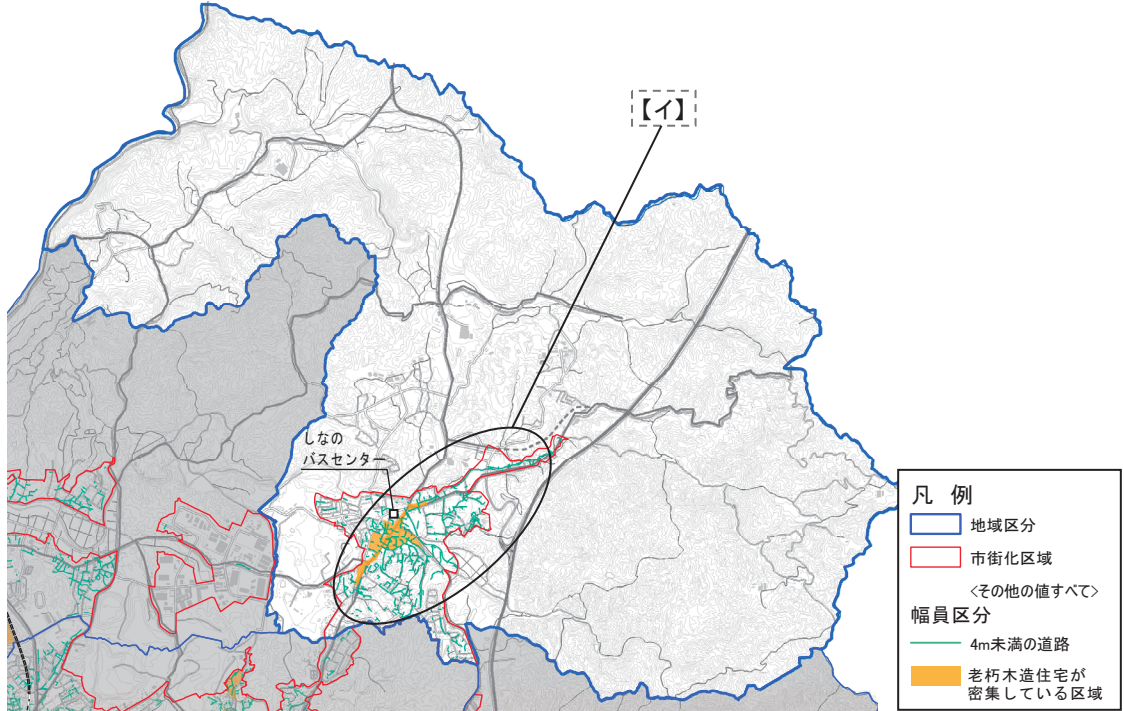 【イ】
しなの
バスセンター
凡 例
地域区分
市街化区域
<その他の値すべて>
幅員区分
4m未満の道路
老朽木造住宅が
密集している区域